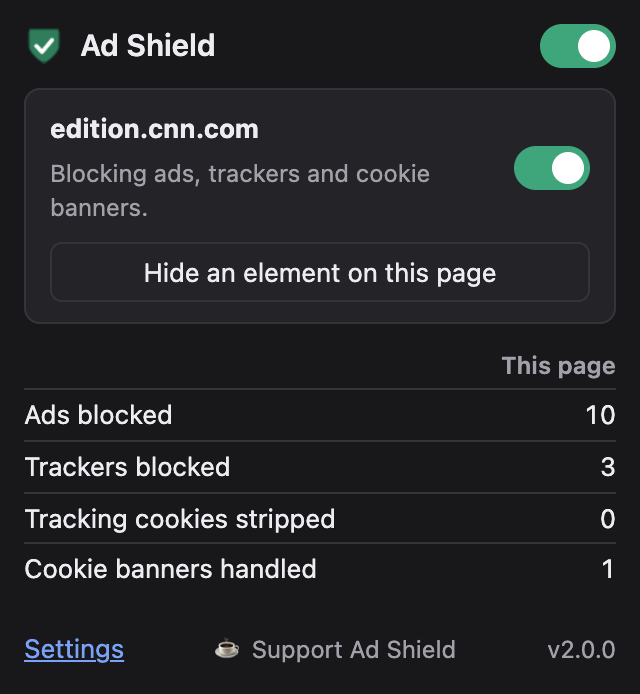 Ad Shield
edition.cnn.com
Blocking ads, trackers and cookie
banners.
Hide an element on this page
This page
Ads blocked 10
Trackers blocked 3
Tracking cookies stripped 0
Cookie banners handled 1
Settings ☕ Support Ad Shield v2.0.0